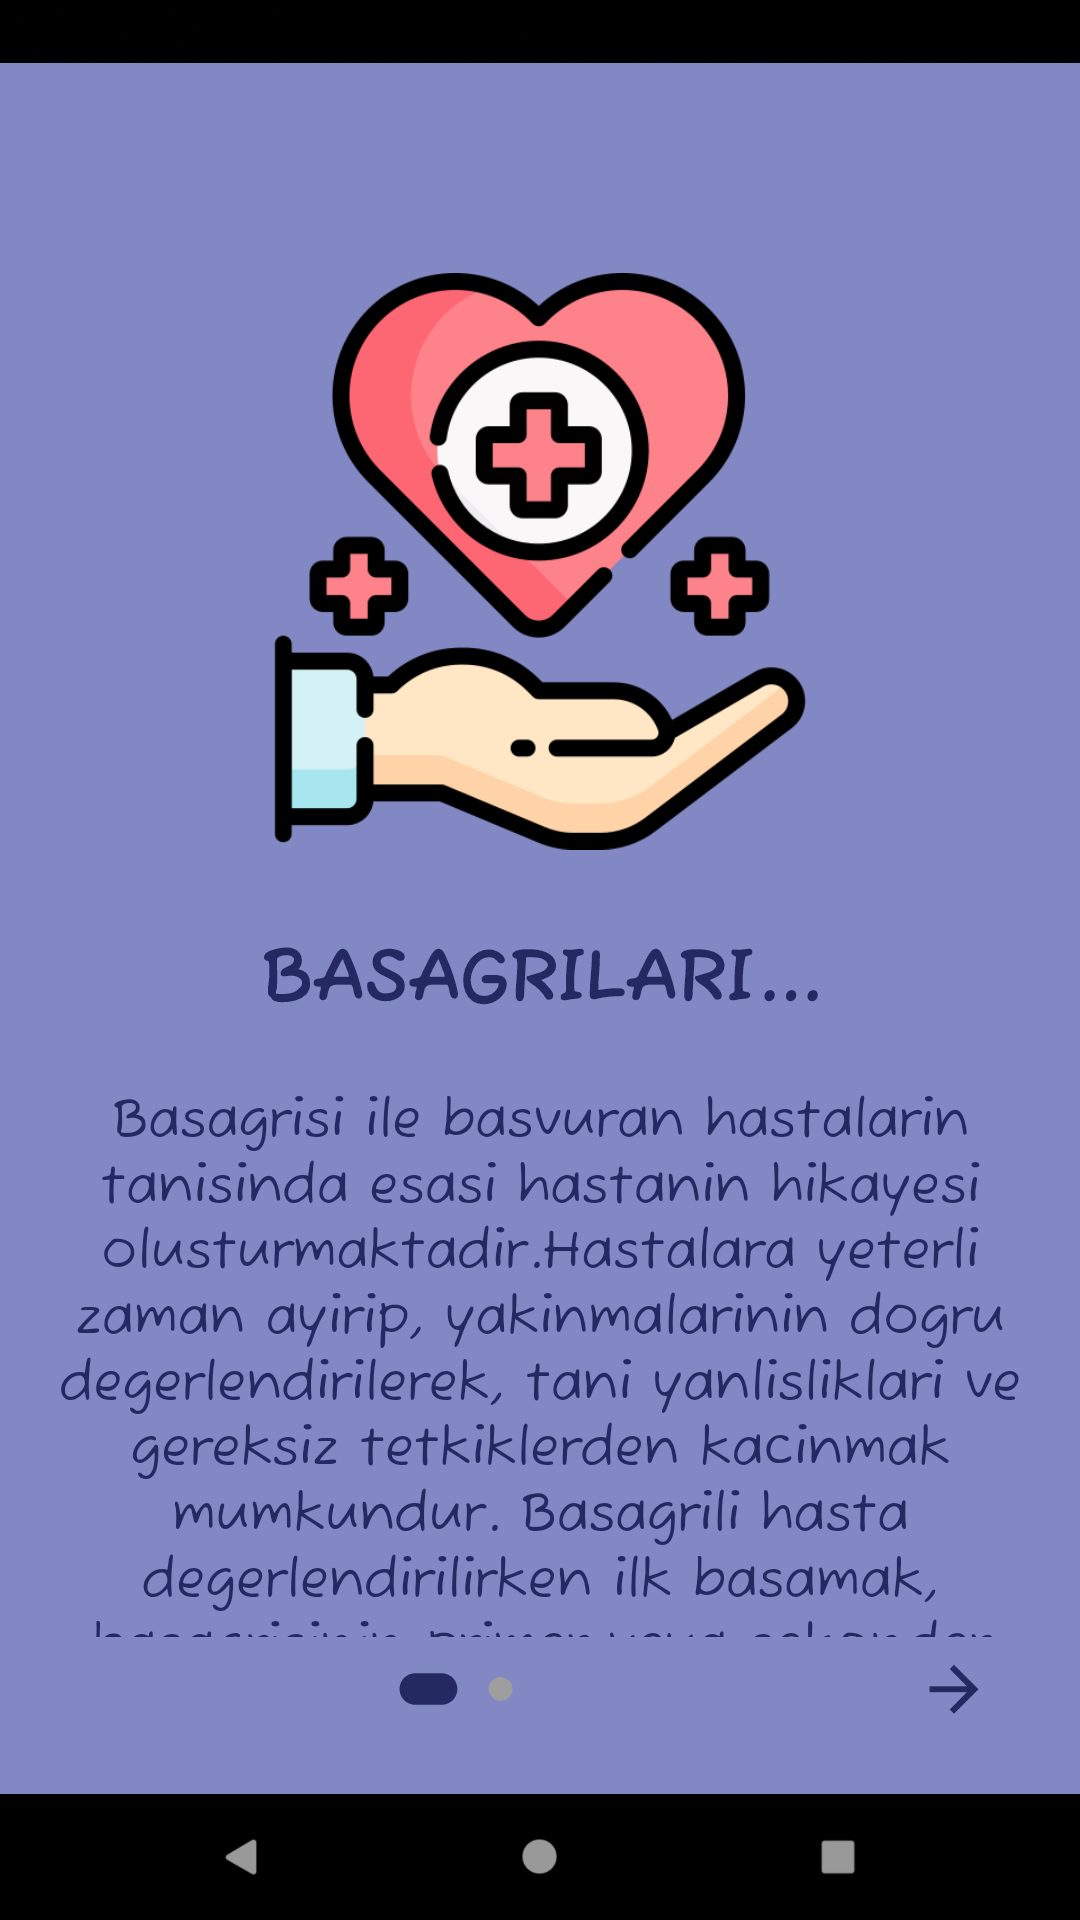 BASAGRILARI...
Basagrisi ile basvuran hastalarin
tanisinda esasi hastanin hikayesi
olusturmaktadir.Hastalara yeterli
zaman ayirip, yakinmalarinin dogru
degerlendirilerek, tani yanlisliklari ve
gereksiz tetkiklerden kacinmak
mumkundur. Basagrili hasta
degerlendirilirken ilk basamak,